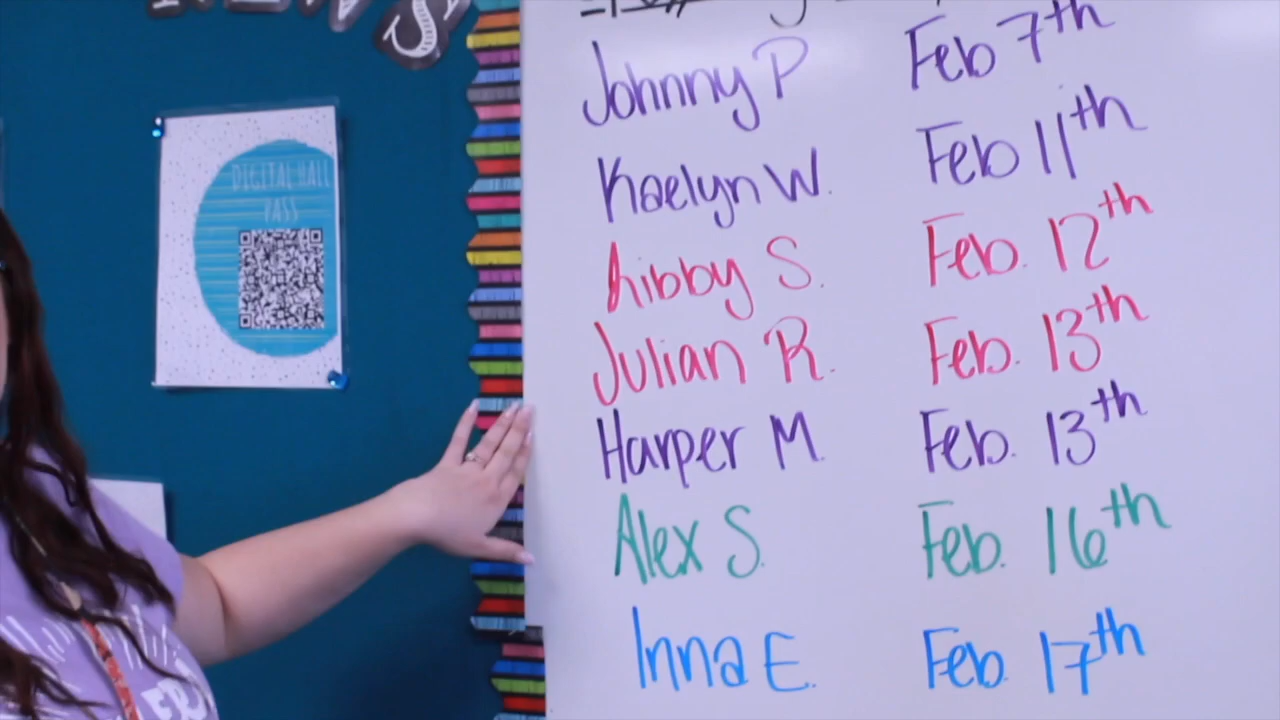 DIGITAL HALL
PASS
Johnny P Feb 7th
Kaelyn W. Feb 11th
Libby S. Feb. 12th
Julian R. Feb. 13th
Harper M. Feb. 13th
Alex S. Feb. 16th
Inna E. Feb. 17th